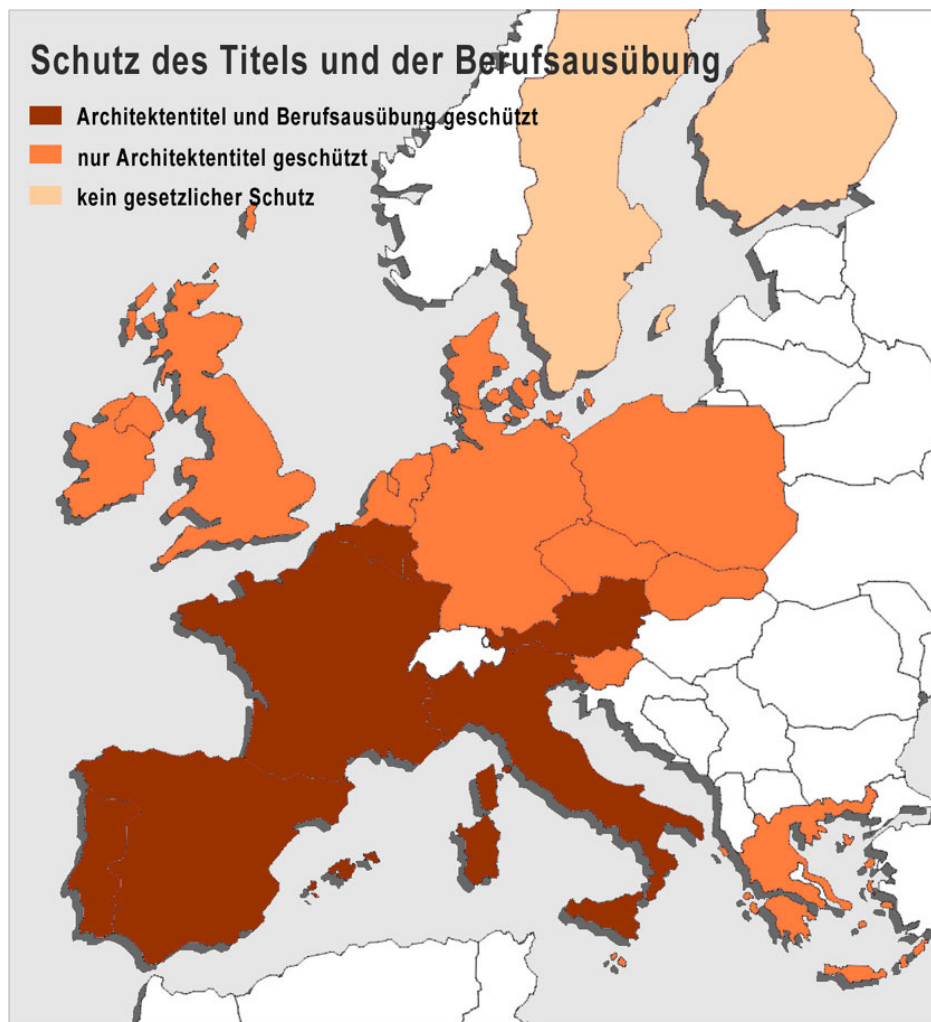 Schutz des Titels und der Berufsausübung
Architektentitel und Berufsausübung geschützt
nur Architektentitel geschützt
kein gesetzlicher Schutz